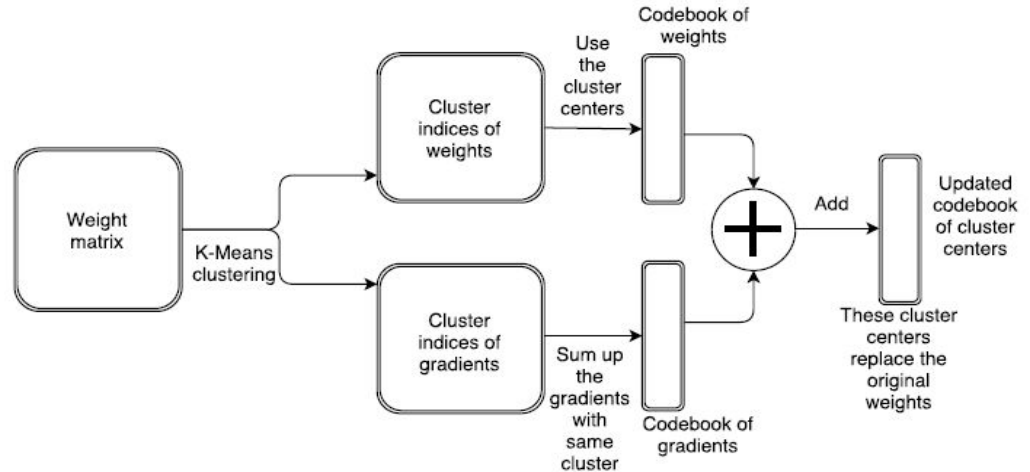 Weight
matrix
K-Means
clustering
Cluster
indices of
weights
Use
the
cluster
centers
Codebook of
weights
Cluster
indices of
gradients
Sum up
the
gradients
with
same
cluster
Codebook of
gradients
Add
Updated
codebook
of cluster
centers
These cluster
centers
replace the
original
weights